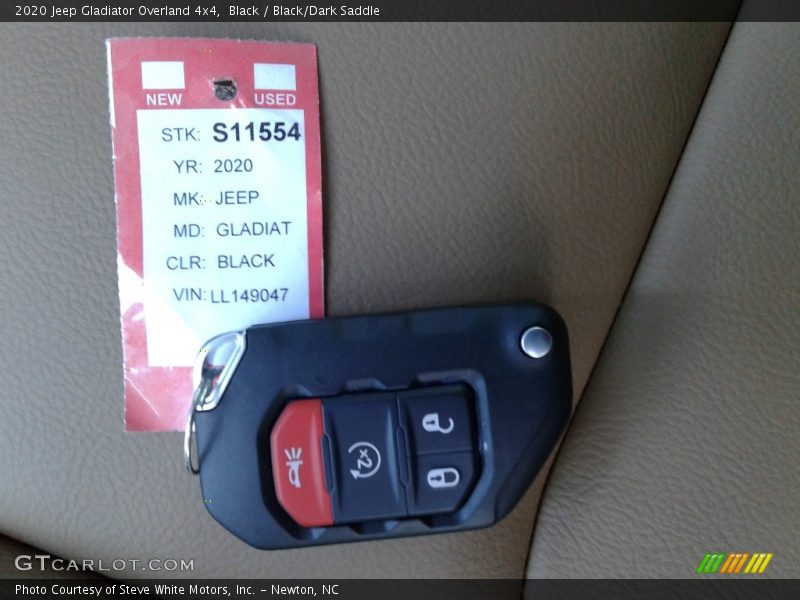 2020 Jeep Gladiator Overland 4x4,  Black / Black/Dark Saddle
NEW USED
STK: S11554
YR: 2020
MK: JEEP
MD: GLADIAT
CLR: BLACK
VIN: LL149047
x2
GTCARLOT.COM
Photo Courtesy of Steve White Motors, Inc. – Newton, NC